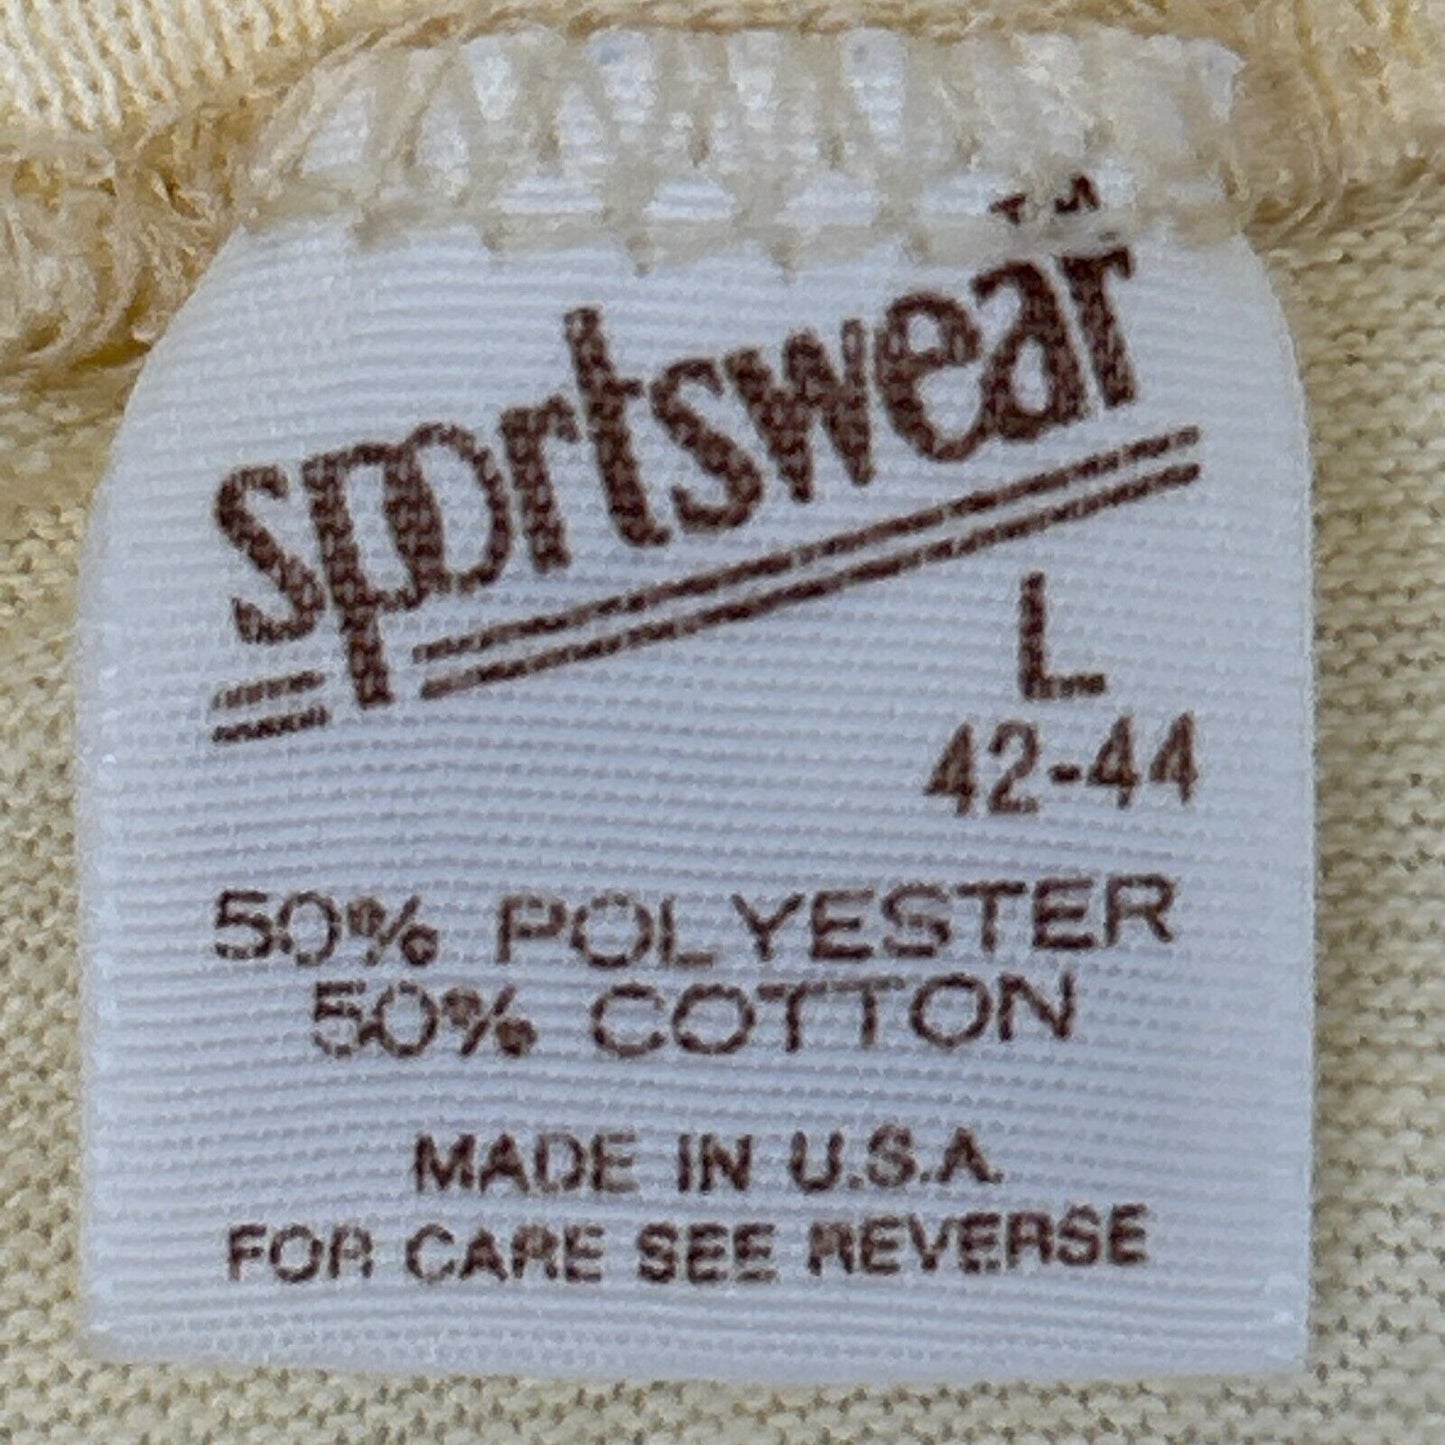 TM
sportswear
L
42-44
50% POLYESTER
50% COTTON
MADE IN U.S.A.
FOR CARE SEE REVERSE